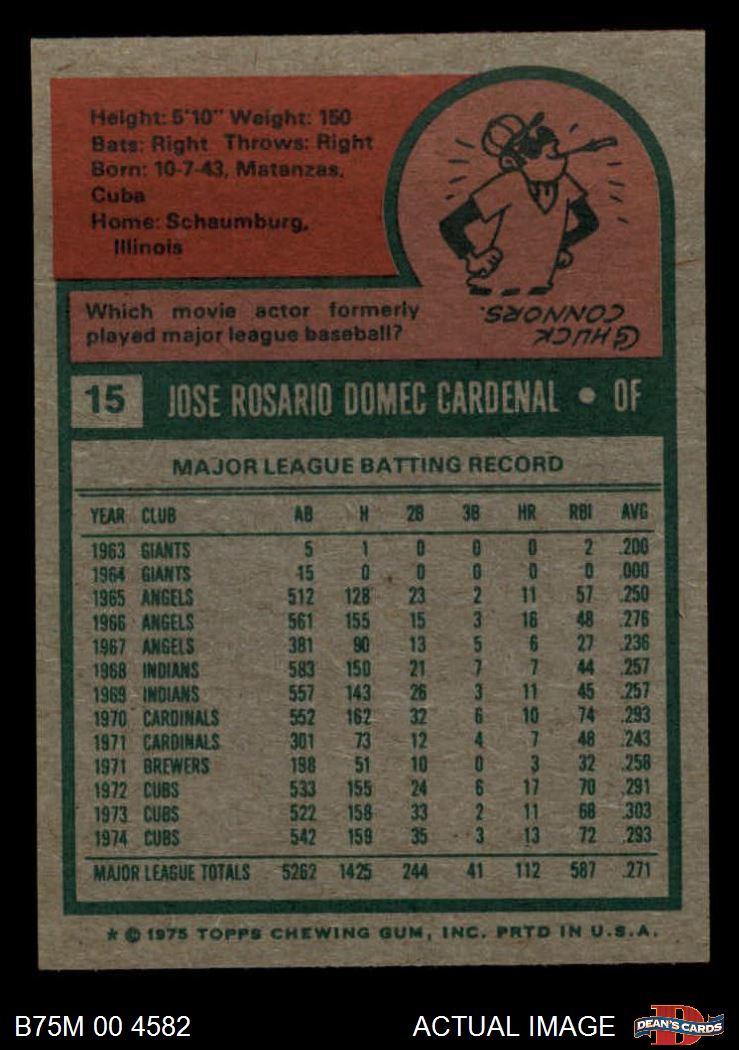 Height: 5'10" Weight: 150
Bats: Right Throws: Right
Born: 10-7-43, Matanzas,
Cuba
Home: Schaumburg,
Illinois
Which movie actor formerly
played major league baseball?
CHUCK
CONNORS.
15 JOSE ROSARIO DOMEC CARDENAL • OF
MAJOR LEAGUE BATTING RECORD
YEAR CLUB AB H 2B 3B HR RBI AVG
1963 GIANTS 5 1 0 0 0 2 .200
1964 GIANTS 15 0 0 0 0 0 .000
1965 ANGELS 512 128 23 2 11 57 .250
1966 ANGELS 561 155 15 3 16 48 .276
1967 ANGELS 381 90 13 5 6 27 .236
1968 INDIANS 583 150 21 7 7 44 .257
1969 INDIANS 557 143 26 3 11 45 .257
1970 CARDINALS 552 162 32 6 10 74 .293
1971 CARDINALS 301 73 12 4 7 48 .243
1971 BREWERS 198 51 10 0 3 32 .258
1972 CUBS 533 155 24 6 17 70 .291
1973 CUBS 522 158 33 2 11 68 .303
1974 CUBS 542 159 35 3 13 72 .293
MAJOR LEAGUE TOTALS 5262 1425 244 41 112 587 .271
* © 1975 TOPPS CHEWING GUM, INC. PRTD IN U.S.A.
B75M 00 4582 ACTUAL IMAGE D DEAN'S CARDS